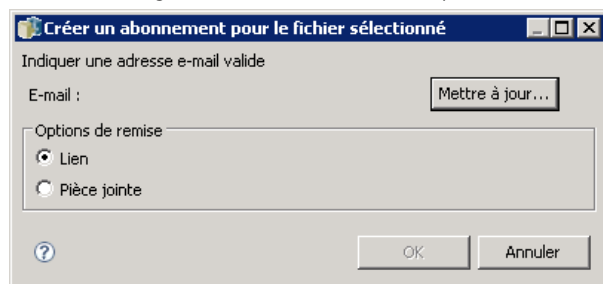 Créer un abonnement pour le fichier sélectionné
Indiquer une adresse e-mail valide
E-mail : Mettre à jour...
Options de remise
Lien
Pièce jointe
? OK Annuler